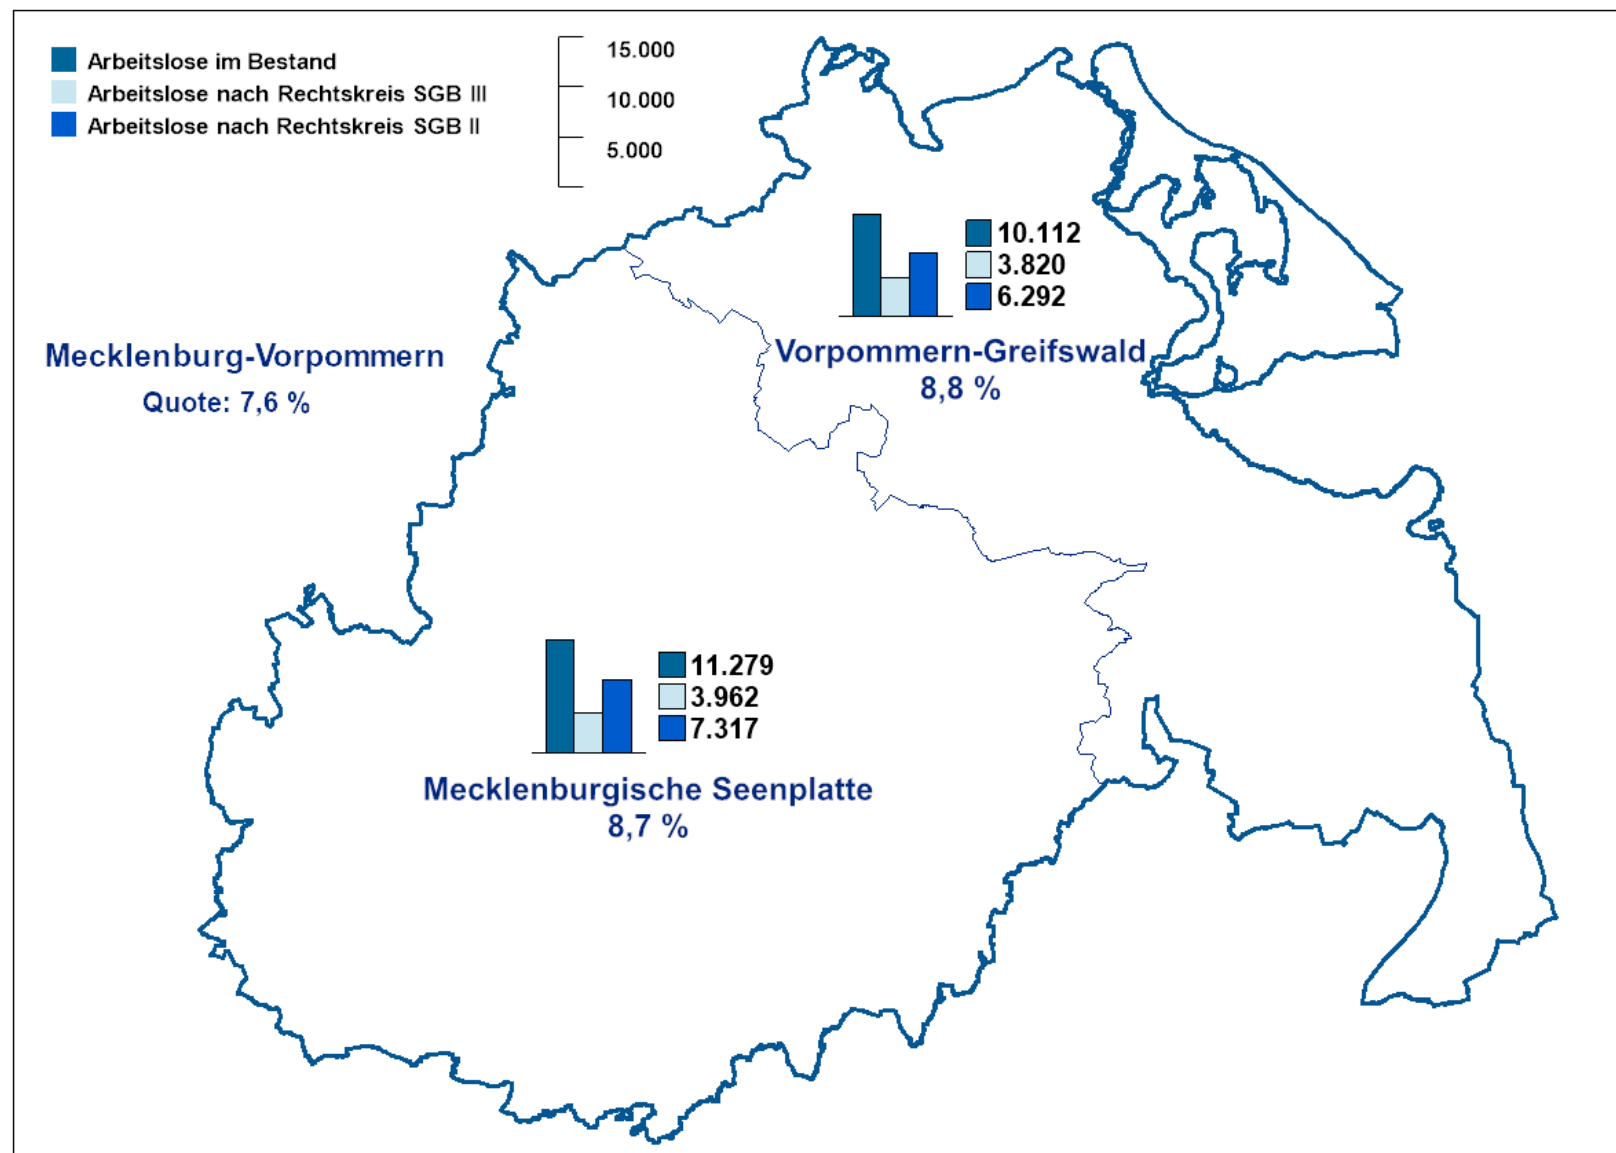 Arbeitslose im Bestand
Arbeitslose nach Rechtskreis SGB III
Arbeitslose nach Rechtskreis SGB II
15.000
10.000
5.000
10.112
3.820
6.292
Vorpommern-Greifswald
8,8 %
Mecklenburg-Vorpommern
Quote: 7,6 %
11.279
3.962
7.317
Mecklenburgische Seenplatte
8,7 %